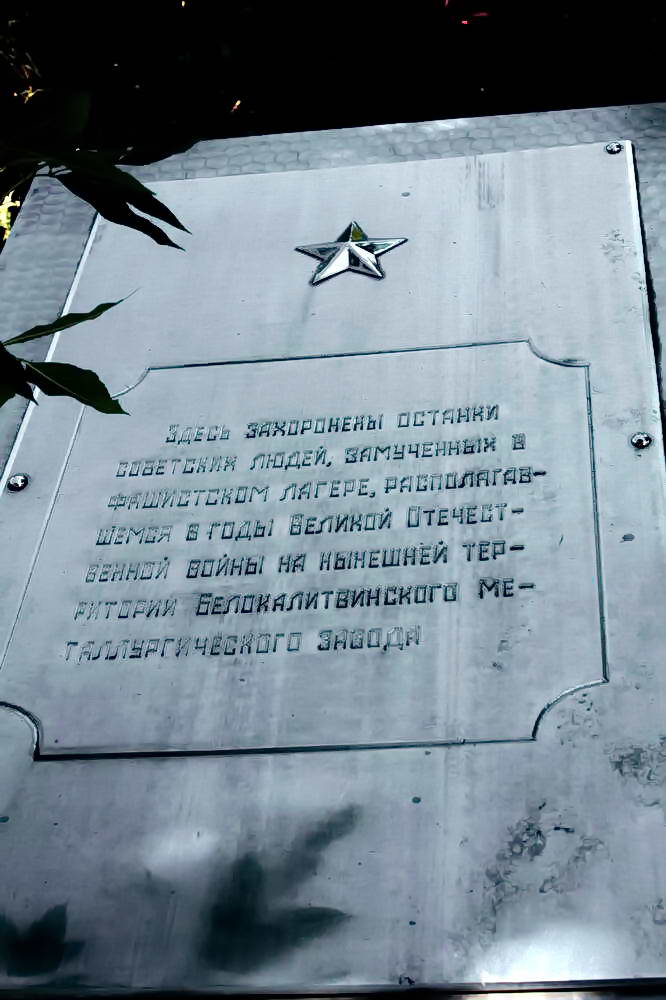 Здесь захоронены останки
советских людей, замученных в
фашистском лагере, располагав-
шемся в годы Великой Отечест-
венной войны на нынешней тер-
ритории Белокалитвинского ме-
таллургического завода